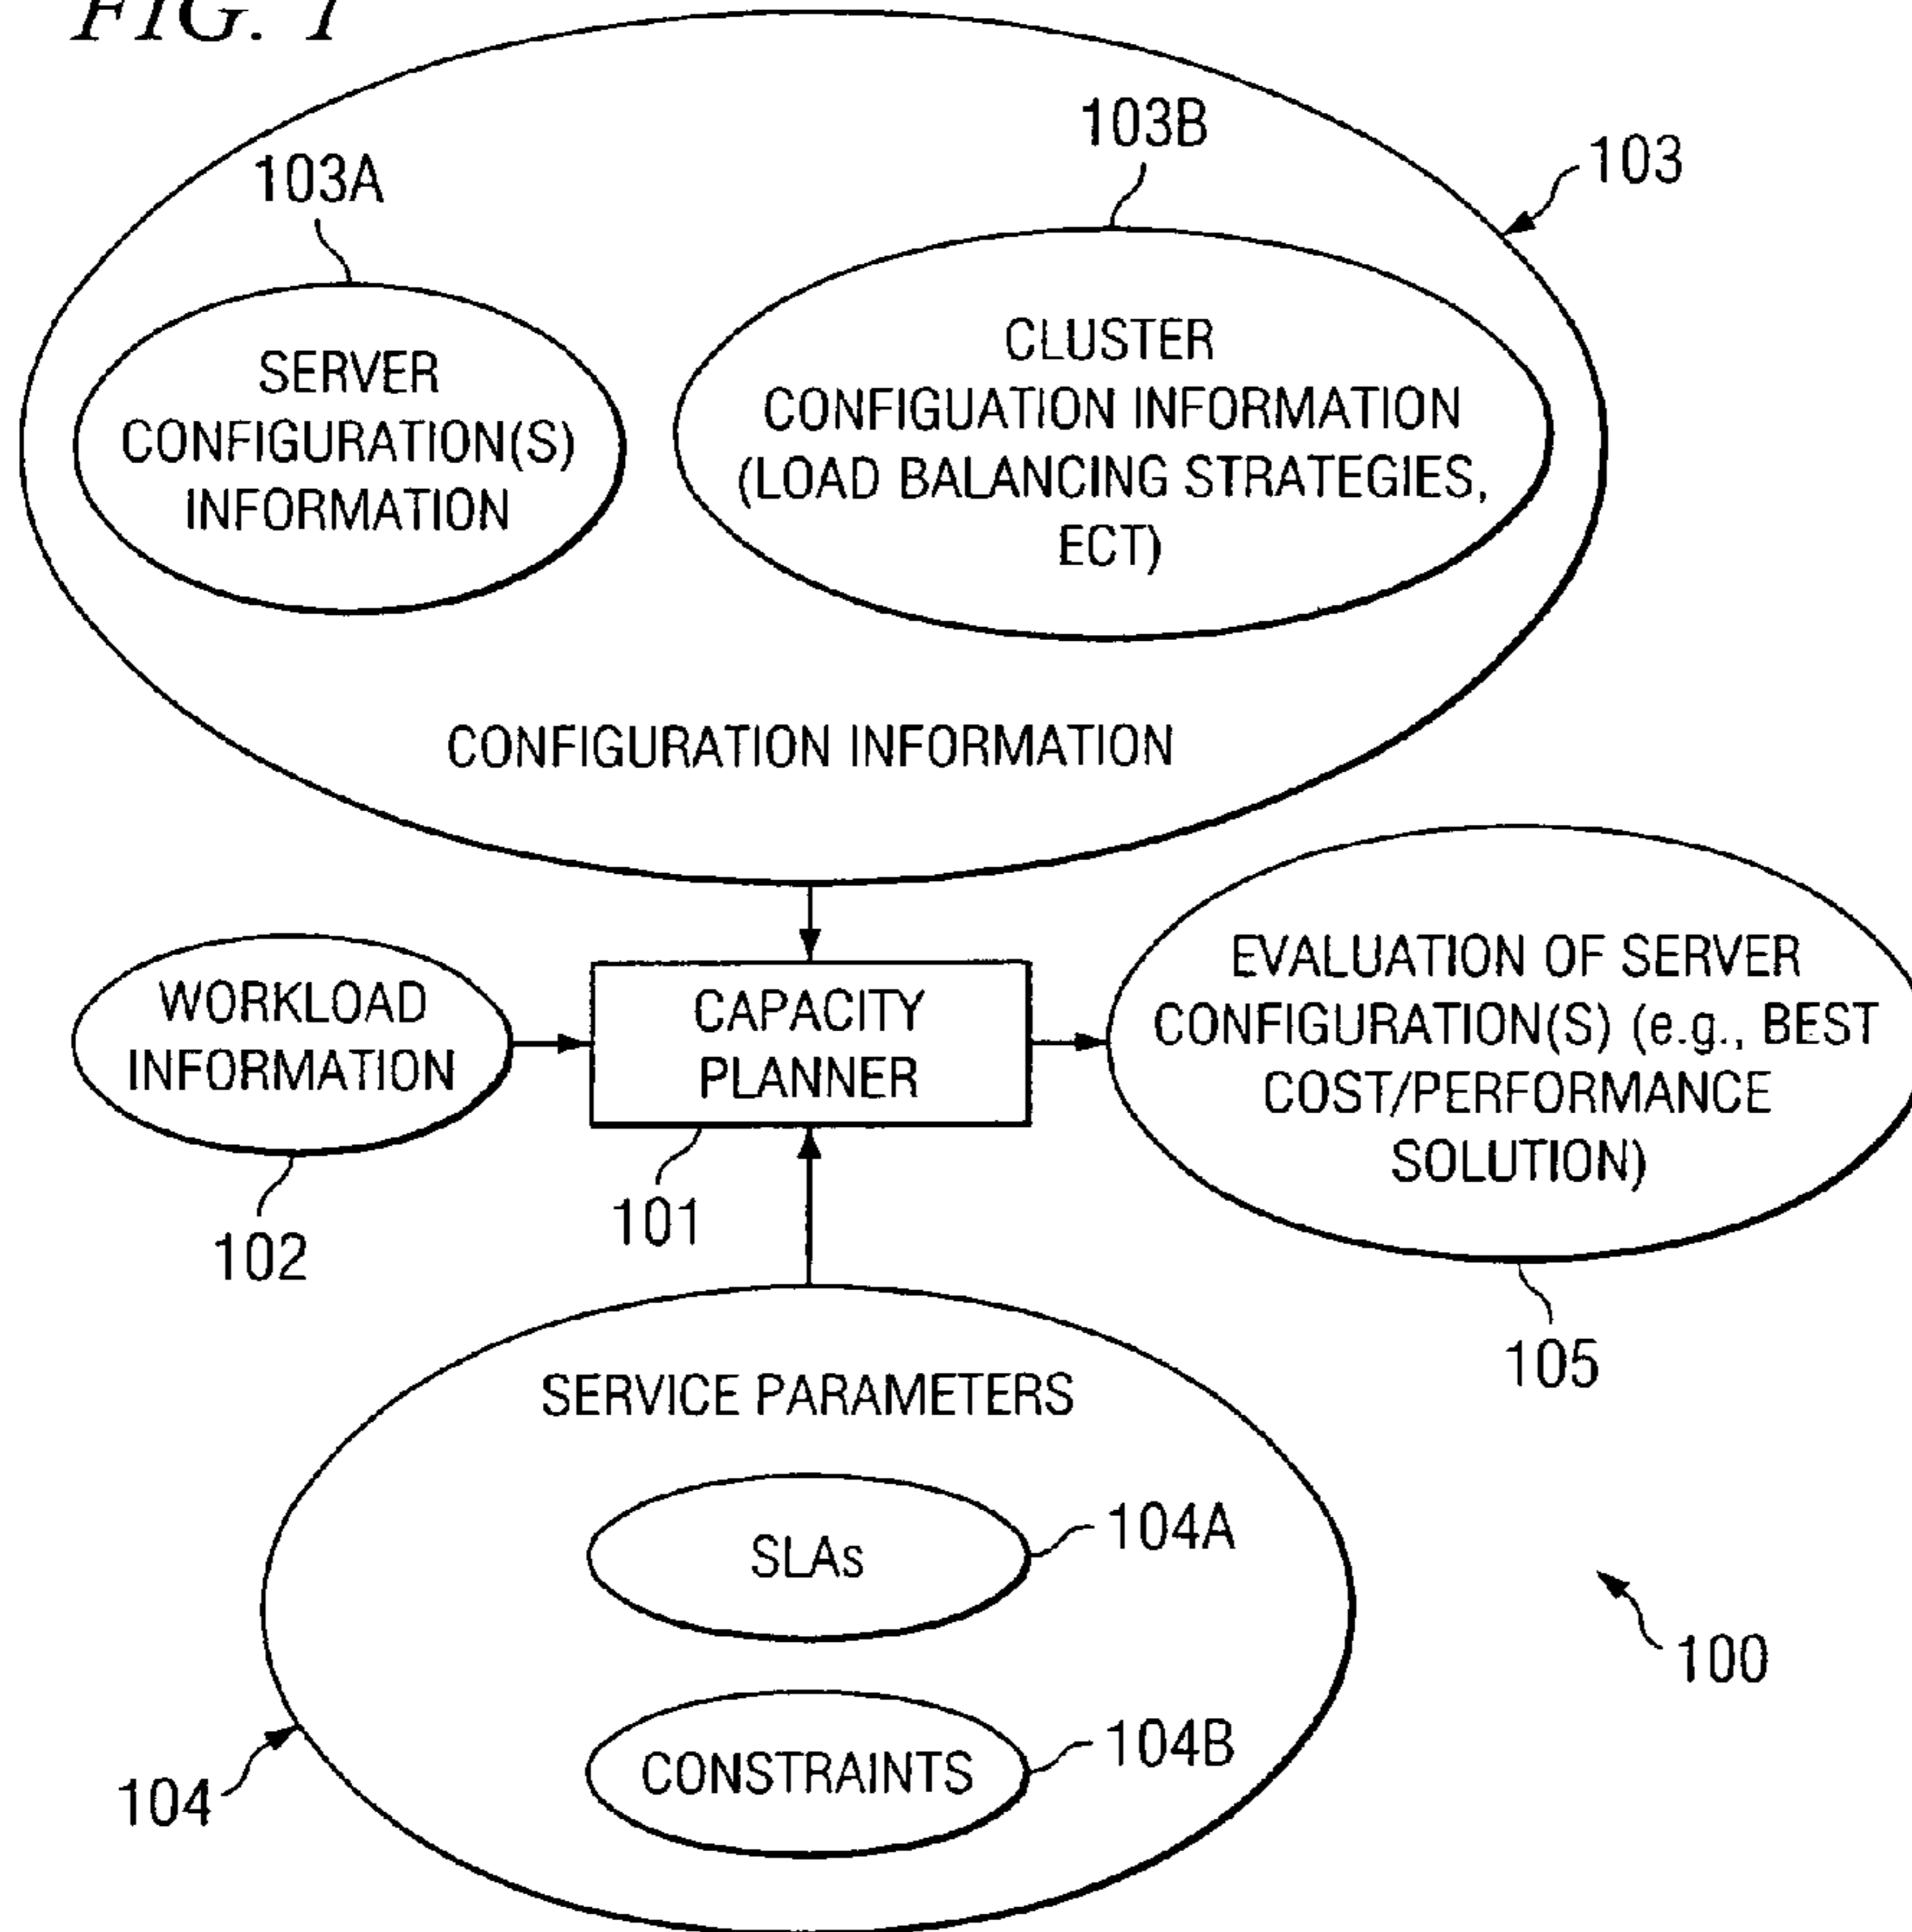 FIG. 1
103B
103
103A
SERVER
CONFIGURATION(S)
INFORMATION
CLUSTER
CONFIGUATION INFORMATION
(LOAD BALANCING STRATEGIES,
ECT)
CONFIGURATION INFORMATION
WORKLOAD
INFORMATION
102
CAPACITY
PLANNER
101
EVALUATION OF SERVER
CONFIGURATION(S) (e.g., BEST
COST/PERFORMANCE
SOLUTION)
105
SERVICE PARAMETERS
SLAs
104A
CONSTRAINTS
104B
104
100